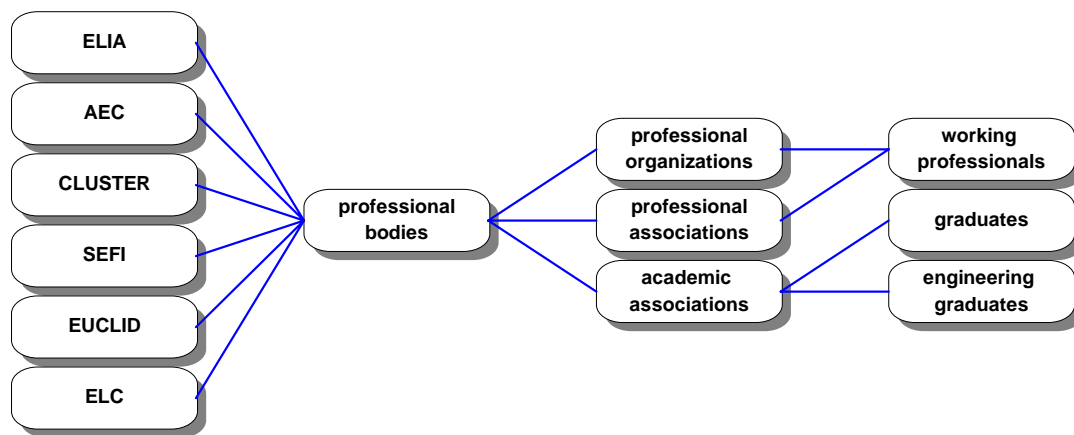 ELIA
AEC
CLUSTER
SEFI
EUCLID
ELC
professional
bodies
professional
organizations
professional
associations
academic
associations
working
professionals
graduates
engineering
graduates